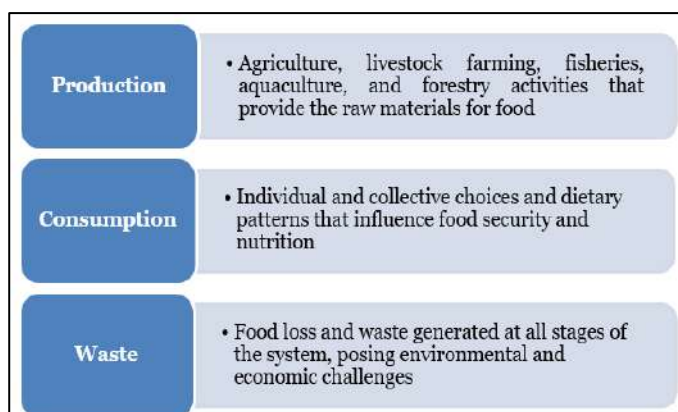 Production
• Agriculture, livestock farming, fisheries,
aquaculture, and forestry activities that
provide the raw materials for food
Consumption
• Individual and collective choices and dietary
patterns that influence food security and
nutrition
Waste
• Food loss and waste generated at all stages of
the system, posing environmental and
economic challenges